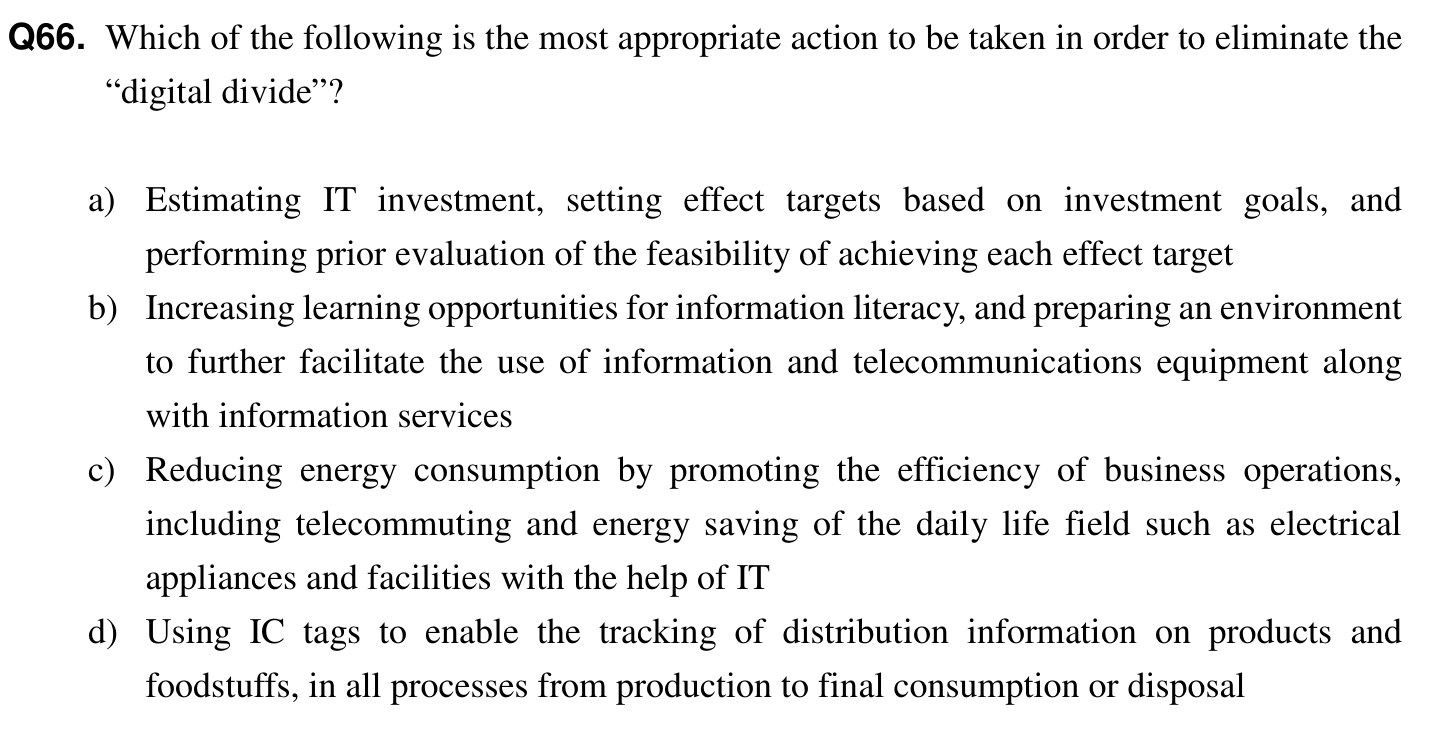 Q66. Which of the following is the most appropriate action to be taken in order to eliminate the
“digital divide”?
a) Estimating IT investment, setting effect targets based on investment goals, and
performing prior evaluation of the feasibility of achieving each effect target
b) Increasing learning opportunities for information literacy, and preparing an environment
to further facilitate the use of information and telecommunications equipment along
with information services
c) Reducing energy consumption by promoting the efficiency of business operations,
including telecommuting and energy saving of the daily life field such as electrical
appliances and facilities with the help of IT
d) Using IC tags to enable the tracking of distribution information on products and
foodstuffs, in all processes from production to final consumption or disposal